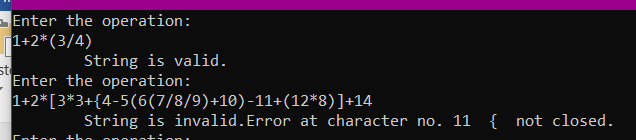 Enter the operation:
1+2*(3/4)
String is valid.
Enter the operation:
1+2*[3*3+{4-5(6(7/8/9)+10)-11+(12*8)]+14
String is invalid.Error at character no. 11  {  not closed.
Enter the operation: